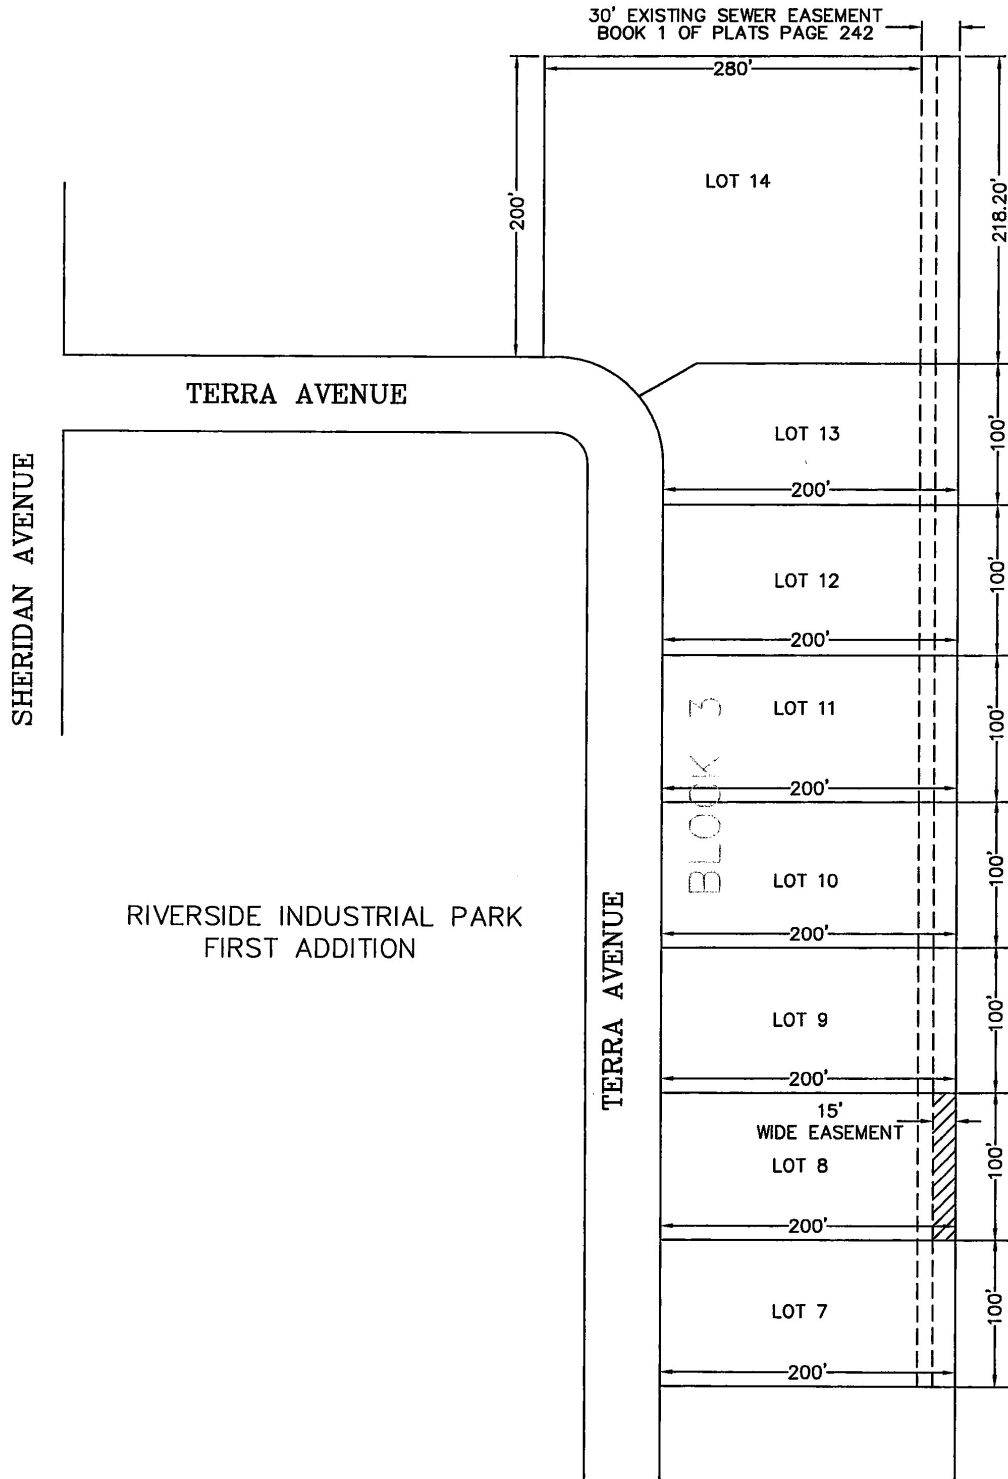 30' EXISTING SEWER EASEMENT
BOOK 1 OF PLATS PAGE 242
280'
200'
LOT 14
218.20'
TERRA AVENUE
SHERIDAN AVENUE
LOT 13
100'
200'
LOT 12
100'
200'
BLOCK 3
LOT 11
100'
200'
LOT 10
100'
200'
RIVERSIDE INDUSTRIAL PARK
FIRST ADDITION
TERRA AVENUE
LOT 9
100'
200'
15'
WIDE EASEMENT
LOT 8
100'
200'
LOT 7
100'
200'